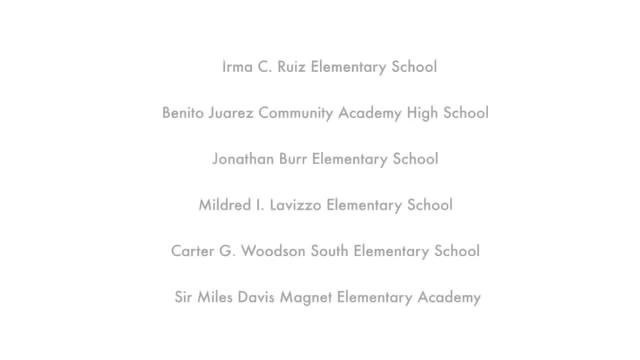 Irma C. Ruiz Elementary School
Benito Juarez Community Academy High School
Jonathan Burr Elementary School
Mildred I. Lavizzo Elementary School
Carter G. Woodson South Elementary School
Sir Miles Davis Magnet Elementary Academy